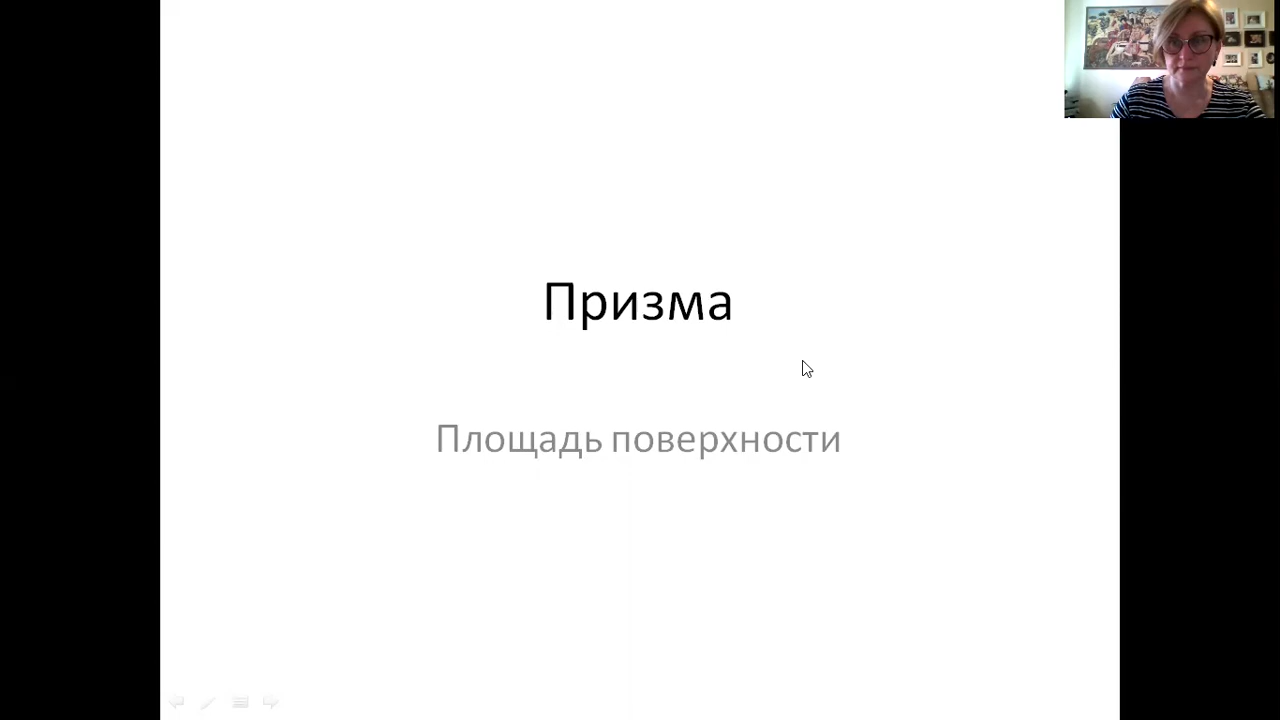 Призма
Площадь поверхности